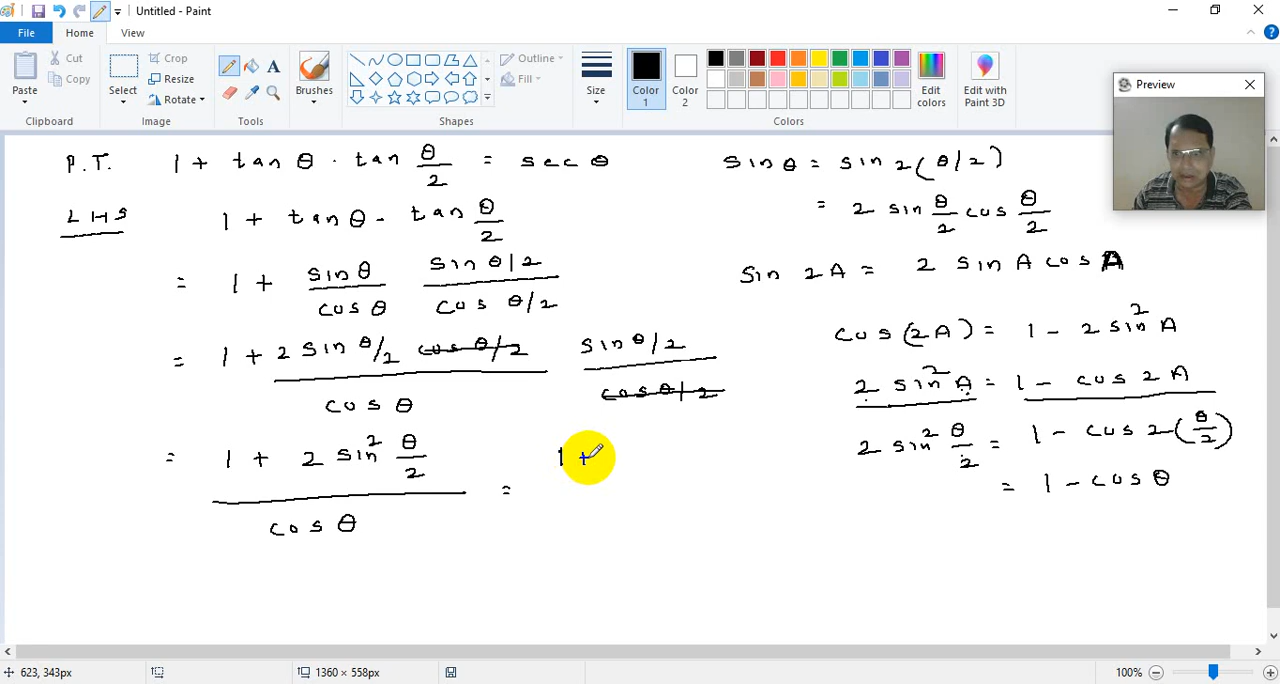 Untitled - Paint
File Home View
Paste Cut Copy
Clipboard
Select Crop Resize Rotate
Image
A
Tools
Brushes
Outline Fill
Shapes
Size
Color 1 Color 2
Edit colors
Edit with Paint 3D
Colors
Preview
P.T. 1 + tan θ · tan θ/2 = sec θ
LHS 1 + tan θ · tan θ/2
= 1 + sin θ/cos θ sin θ/2/cos θ/2
= 1 + 2 sin θ/2 cos θ/2/cos θ sin θ/2/cos θ/2
= 1 + 2 sin² θ/2/cos θ = 1 +
sin θ = sin 2(θ/2)
= 2 sin θ/2 cos θ/2
sin 2A = 2 sin A cos A
cos(2A) = 1 - 2 sin² A
2 sin² A = 1 - cos 2A
2 sin² θ/2 = 1 - cos 2(θ/2)
= 1 - cos θ
623, 343px 1360 × 558px 100%